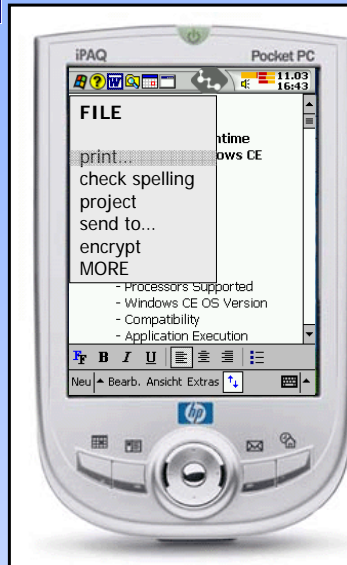 iPAQ Pocket PC
11.03
16:43
FILE
ntime
print...
ows CE
check spelling
project
send to...
encrypt
MORE
- Processors Supported
- Windows CE OS Version
- Compatibility
- Application Execution
FF B I U
Neu Bearb. Ansicht Extras
hp